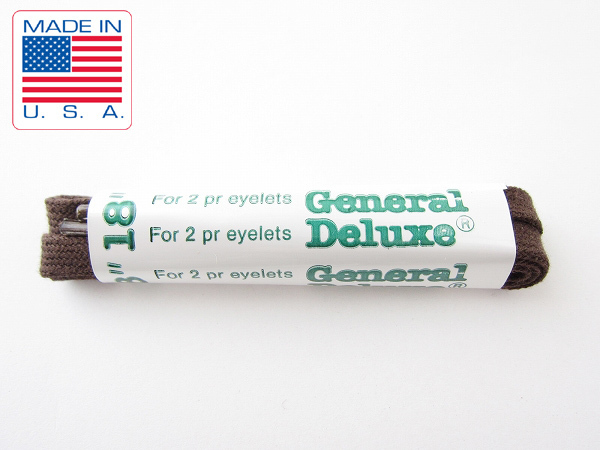 MADE IN
U. S. A.
For 2 pr eyelets General
18" For 2 pr eyelets Deluxe®
For 2 pr eyelets General
Deluxe®